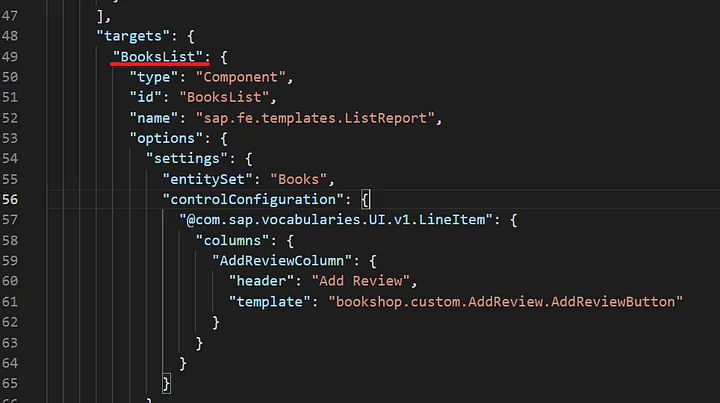 47 ],
48 "targets": {
49 "BooksList": {
50 "type": "Component",
51 "id": "BooksList",
52 "name": "sap.fe.templates.ListReport",
53 "options": {
54 "settings": {
55 "entitySet": "Books",
56 "controlConfiguration": {
57 "@com.sap.vocabularies.UI.v1.LineItem": {
58 "columns": {
59 "AddReviewColumn": {
60 "header": "Add Review",
61 "template": "bookshop.custom.AddReview.AddReviewButton"
62 }
63 }
64 }
65 }